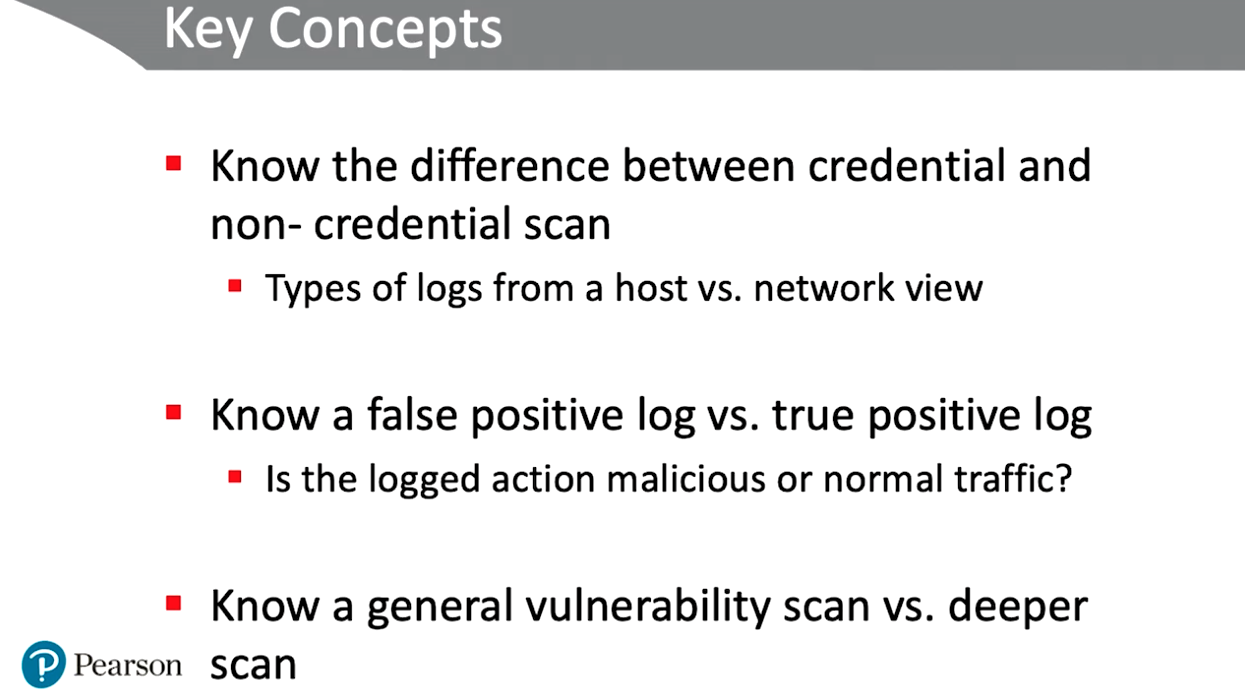 Key Concepts
Know the difference between credential and
non- credential scan
Types of logs from a host vs. network view
Know a false positive log vs. true positive log
Is the logged action malicious or normal traffic?
Know a general vulnerability scan vs. deeper
scan
Pearson